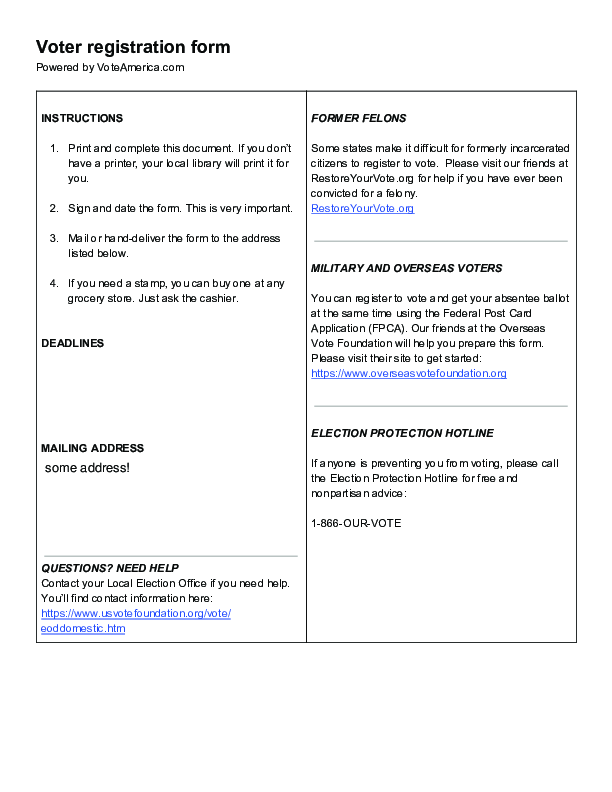 Voter registration form
Powered by VoteAmerica.com
INSTRUCTIONS
1. Print and complete this document. If you don't
have a printer, your local library will print it for
you.
2. Sign and date the form. This is very important.
3. Mail or hand-deliver the form to the address
listed below.
4. If you need a stamp, you can buy one at any
grocery store. Just ask the cashier.
DEADLINES
MAILING ADDRESS
some address!
QUESTIONS? NEED HELP
Contact your Local Election Office if you need help.
You'll find contact information here:
https://www.usvotefoundation.org/vote/
eoddomestic.htm
FORMER FELONS
Some states make it difficult for formerly incarcerated
citizens to register to vote. Please visit our friends at
RestoreYourVote.org for help if you have ever been
convicted for a felony.
RestoreYourVote.org
MILITARY AND OVERSEAS VOTERS
You can register to vote and get your absentee ballot
at the same time using the Federal Post Card
Application (FPCA). Our friends at the Overseas
Vote Foundation will help you prepare this form.
Please visit their site to get started:
https://www.overseasvotefoundation.org
ELECTION PROTECTION HOTLINE
If anyone is preventing you from voting, please call
the Election Protection Hotline for free and
nonpartisan advice:
1-866-OUR-VOTE